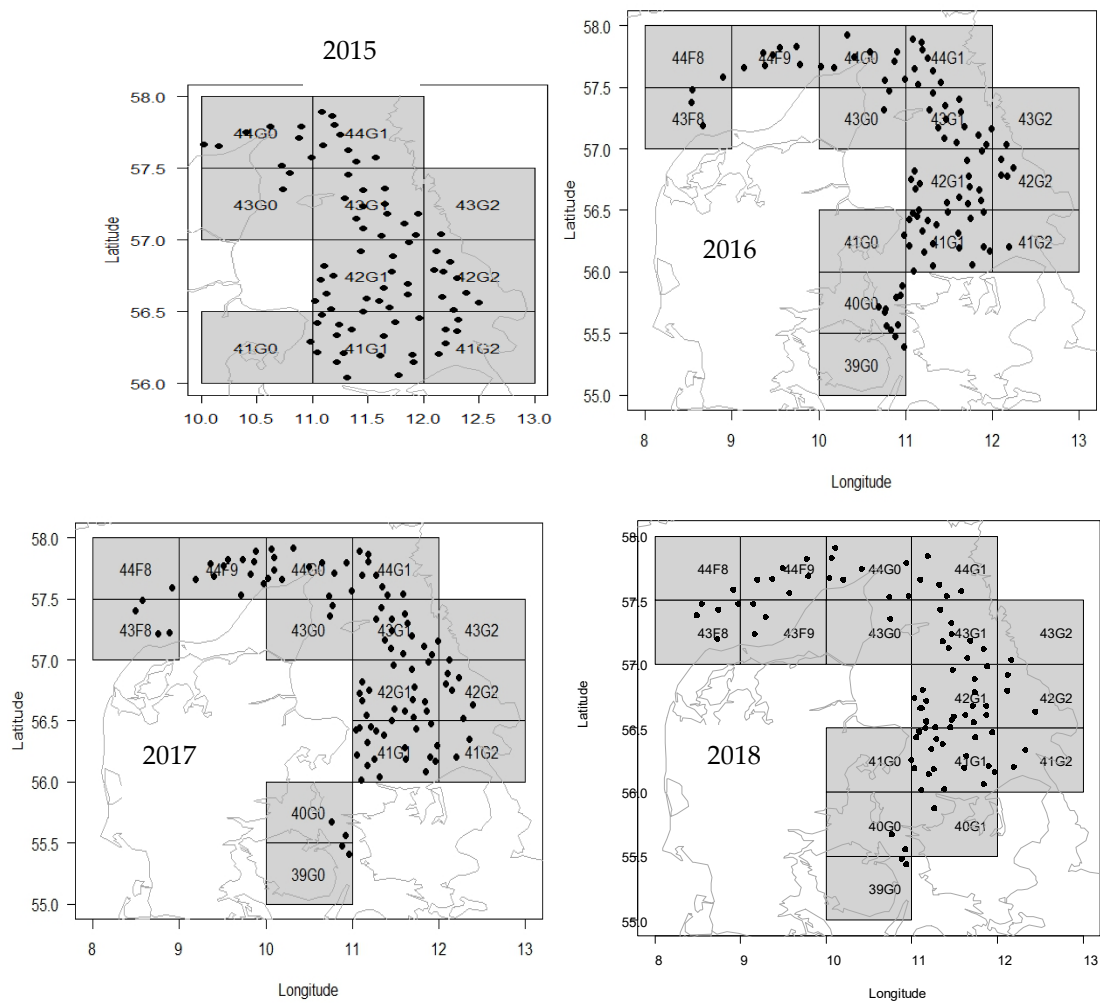 2015
58.0
57.5
57.0
56.5
56.0
Latitude
44G0 44G1
43G0 43G1 43G2
42G1 42G2
41G0 41G1 41G2
10.0 10.5 11.0 11.5 12.0 12.5 13.0
2016
58.0
57.5
57.0
56.5
56.0
55.5
55.0
Latitude
44F8 44F9 44G0 44G1
43F8 43G0 43G1 43G2
42G1 42G2
41G0 41G1 41G2
40G0
39G0
8 9 10 11 12 13
Longitude
2017
58.0
57.5
57.0
56.5
56.0
55.5
55.0
Latitude
44F8 44F9 44G0 44G1
43F8 43G0 43G1 43G2
42G1 42G2
41G1 41G2
40G0
39G0
8 9 10 11 12 13
Longitude
2018
58.0
57.5
57.0
56.5
56.0
55.5
55.0
Latitude
44F8 44F9 44G0 44G1
43F8 43F9 43G0 43G1 43G2
42G1 42G2
41G0 41G1 41G2
40G0 40G1
39G0
8 9 10 11 12 13
Longitude